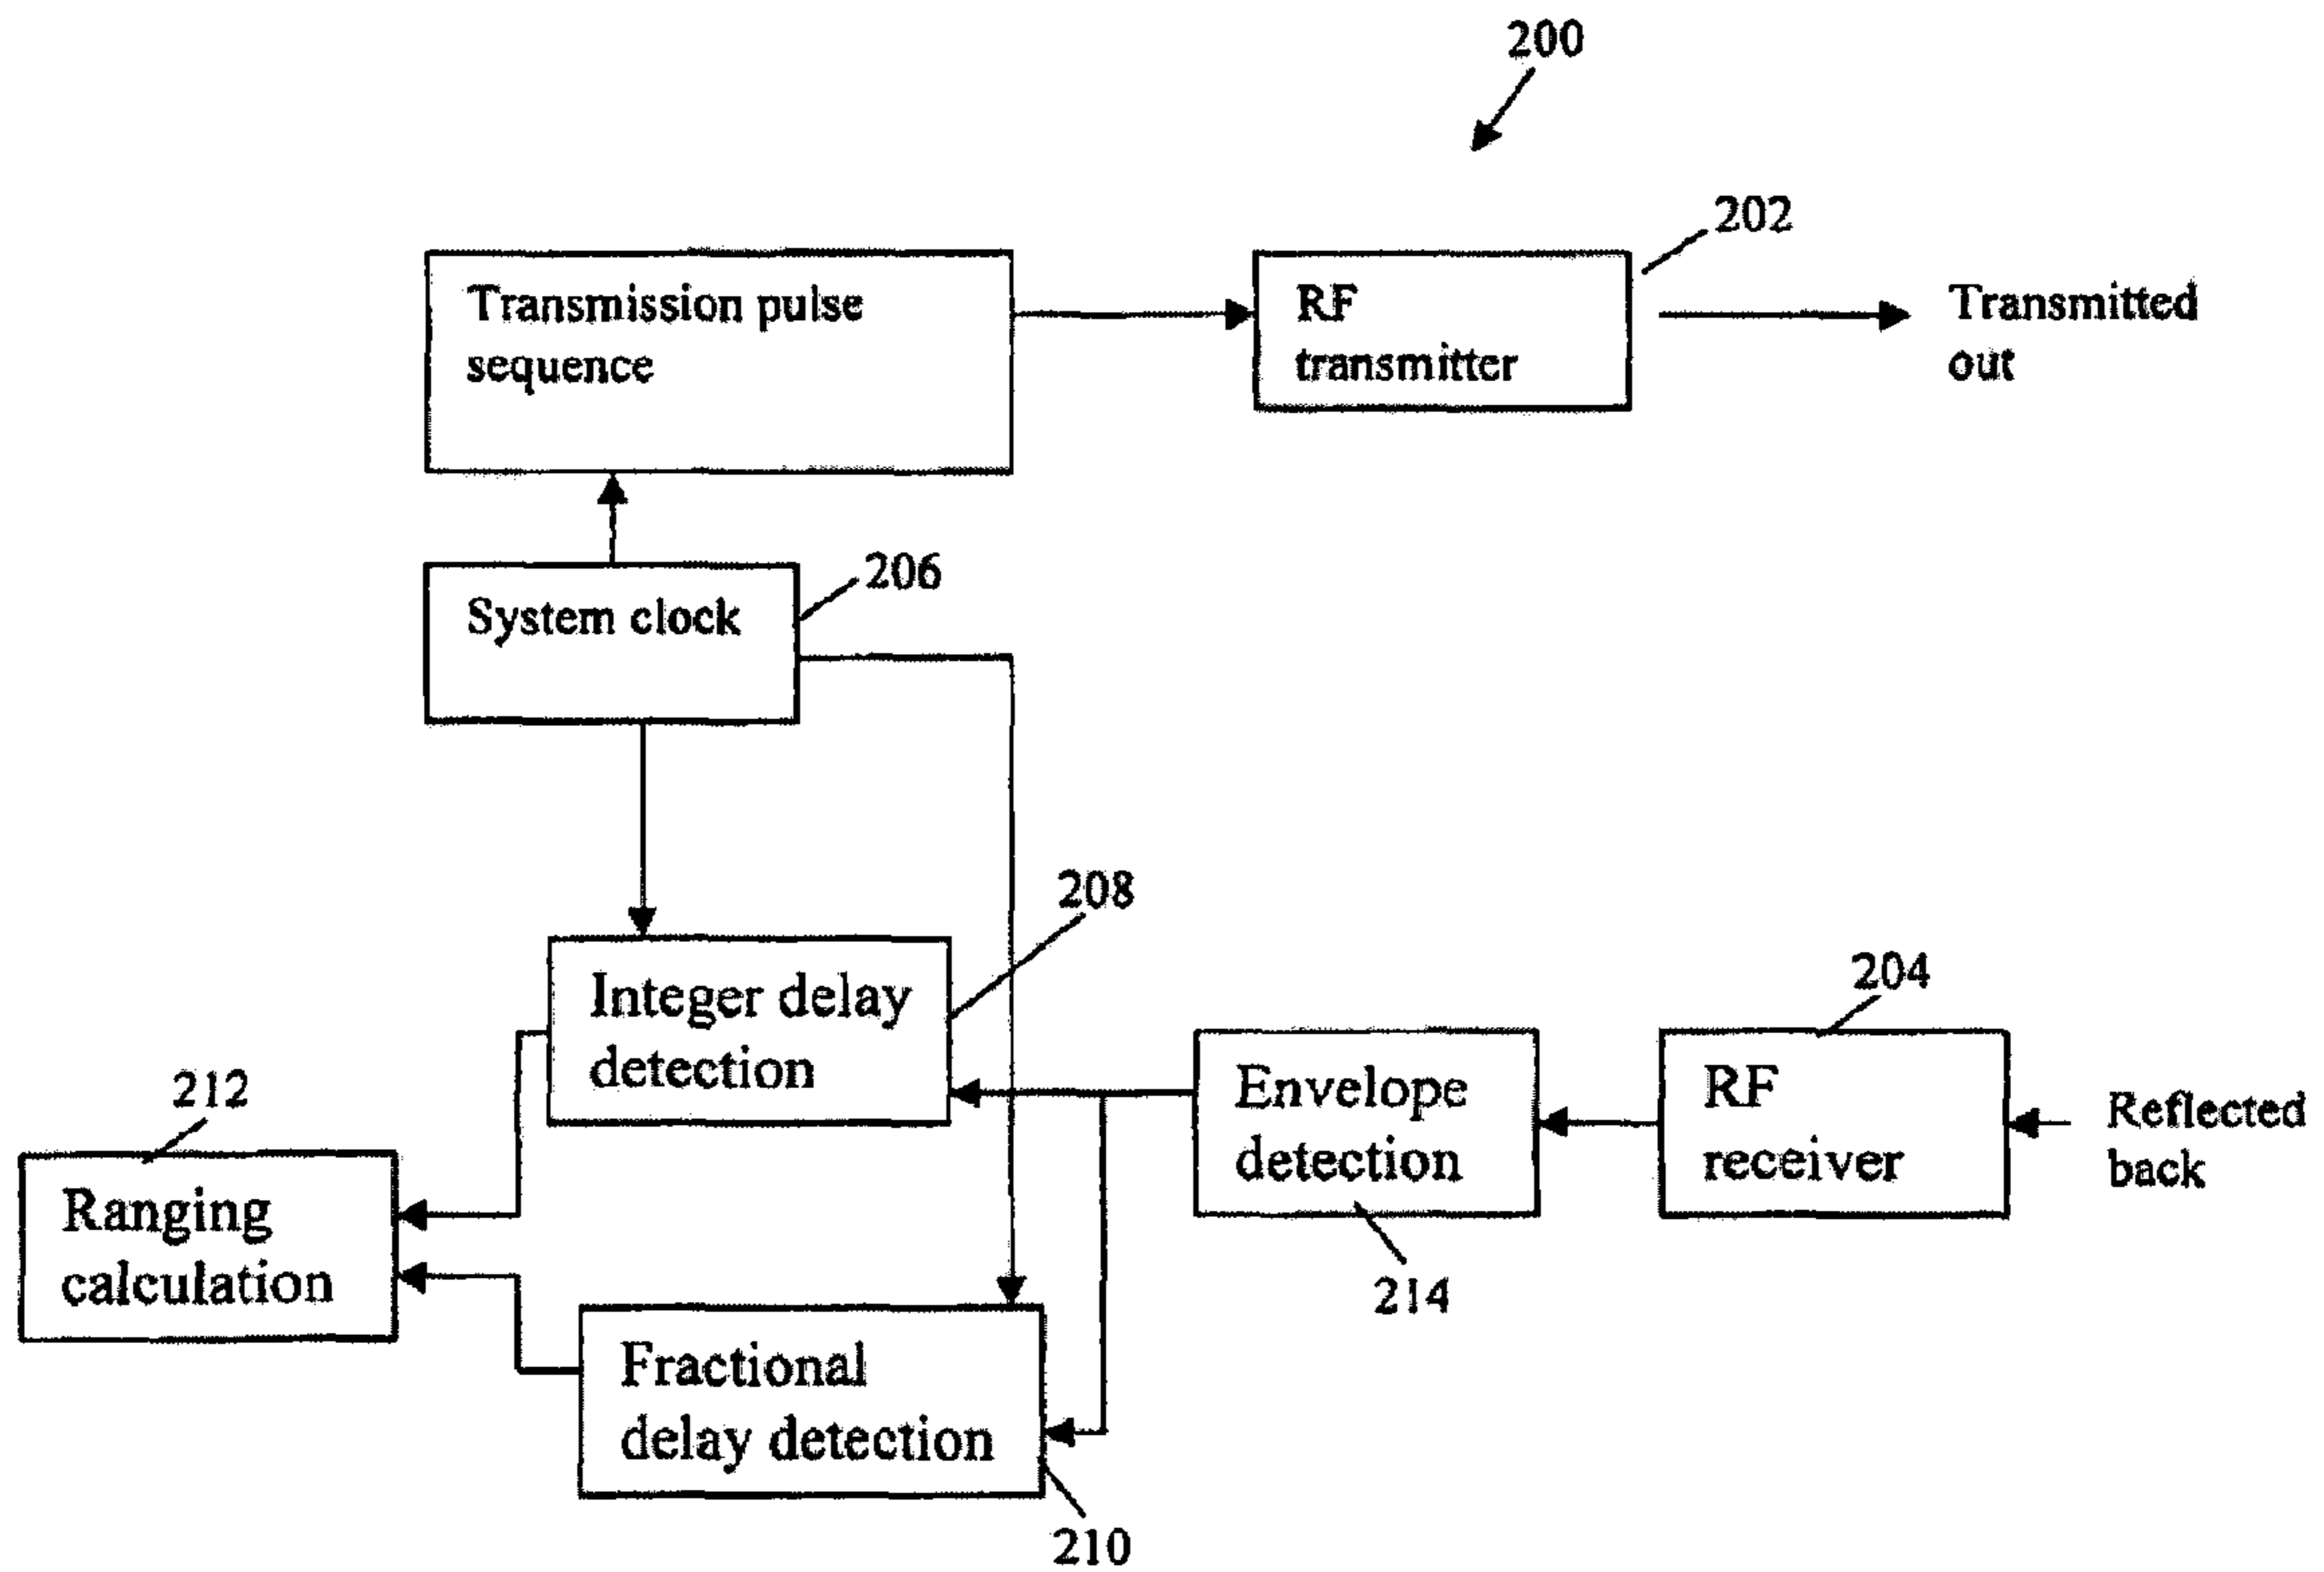 200
202
Transmission pulse
sequence
RF
transmitter
Transmitted
out
206
System clock
208
Integer delay
detection
204
RF
receiver
Envelope
detection
Reflected
back
212
Ranging
calculation
214
Fractional
delay detection
210